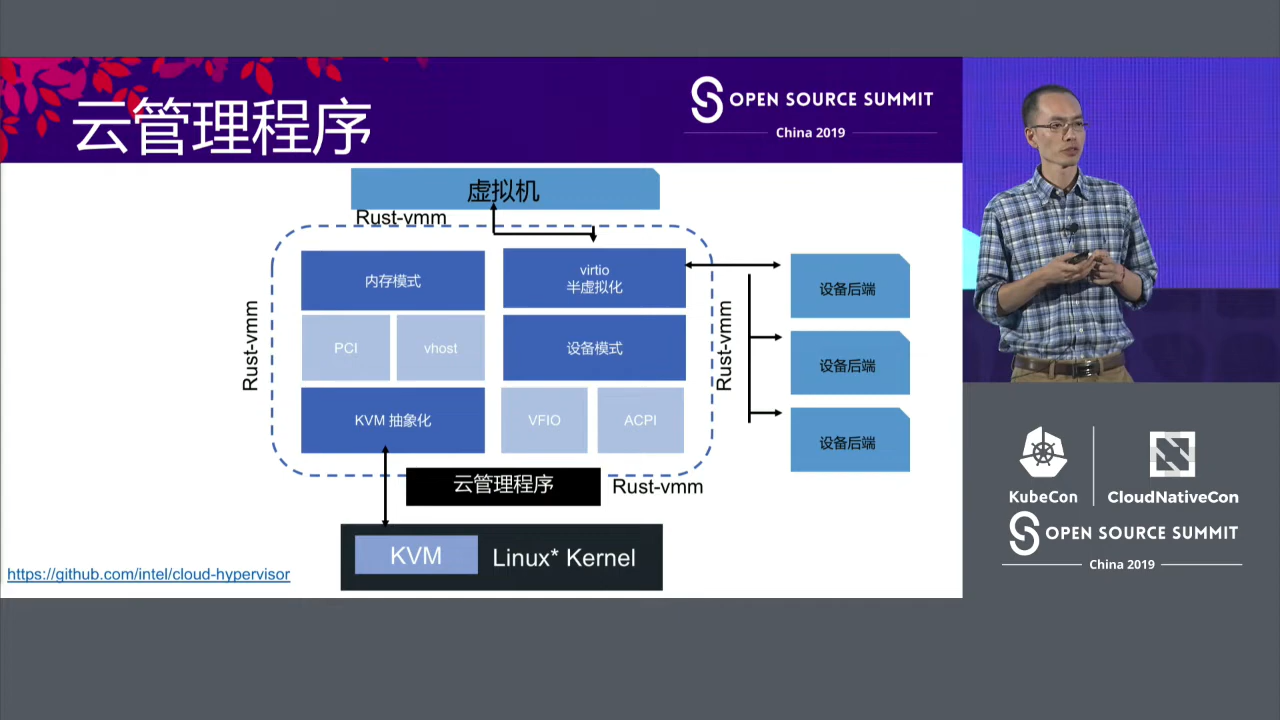 云管理程序
OPEN SOURCE SUMMIT
China 2019
虚拟机
Rust-vmm
Rust-vmm
内存模式
virtio
半虚拟化
PCI
vhost
设备模式
KVM 抽象化
VFIO
ACPI
Rust-vmm
设备后端
设备后端
设备后端
云管理程序
Rust-vmm
KVM
Linux* Kernel
https://github.com/intel/cloud-hypervisor
KubeCon
CloudNativeCon
OPEN SOURCE SUMMIT
China 2019